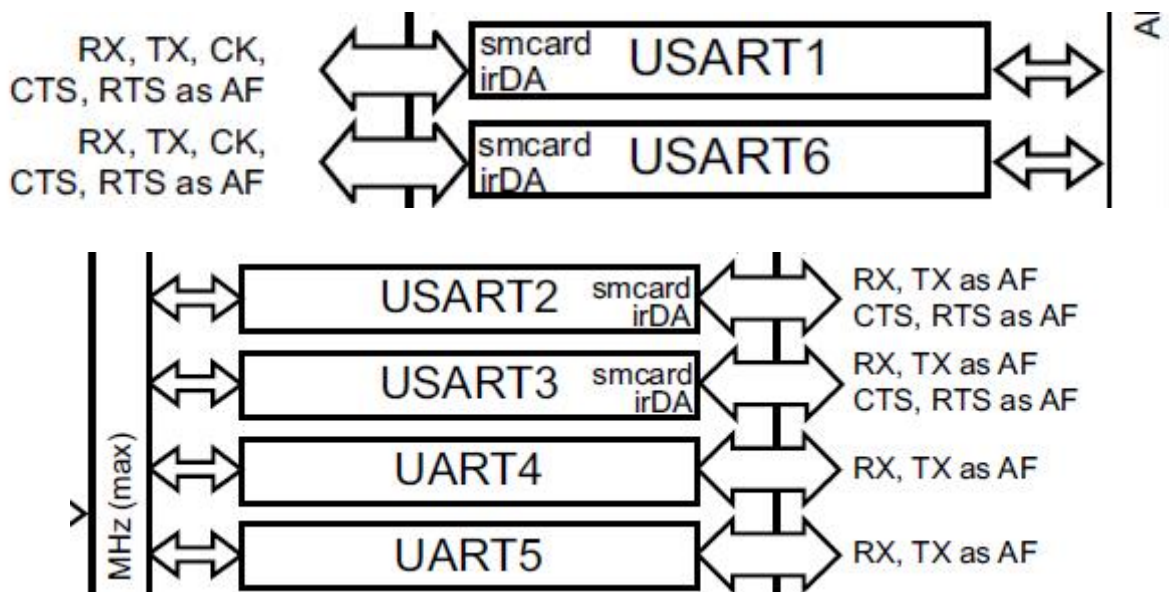 RX, TX, CK,
CTS, RTS as AF
smcard
irDA
USART1
RX, TX, CK,
CTS, RTS as AF
smcard
irDA
USART6
MHz (max)
USART2
smcard
irDA
RX, TX as AF
CTS, RTS as AF
USART3
smcard
irDA
RX, TX as AF
CTS, RTS as AF
UART4
RX, TX as AF
UART5
RX, TX as AF